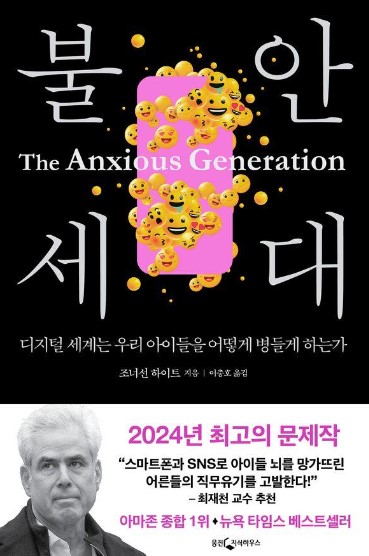 불안
The Anxious Generation
세대
디지털 세계는 우리 아이들을 어떻게 병들게 하는가
조너선 하이트 지음 | 이충호 옮김
2024년 최고의 문제작
“스마트폰과 SNS로 아이들 뇌를 망가뜨린
어른들의 직무유기를 고발한다!”
– 최재천 교수 추천
아마존 종합 1위 ♦ 뉴욕 타임스 베스트셀러
웅진 지식하우스